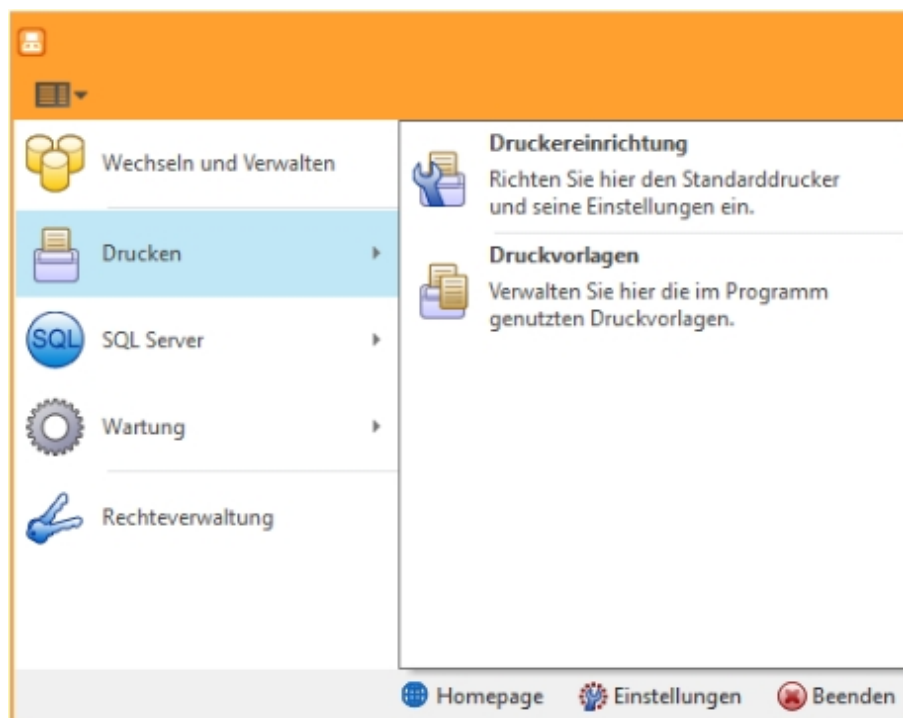 Wechseln und Verwalten
Drucken
SQL
SQL Server
Wartung
Rechteverwaltung
Druckereinrichtung
Richten Sie hier den Standarddrucker
und seine Einstellungen ein.
Druckvorlagen
Verwalten Sie hier die im Programm
genutzten Druckvorlagen.
Homepage Einstellungen Beenden